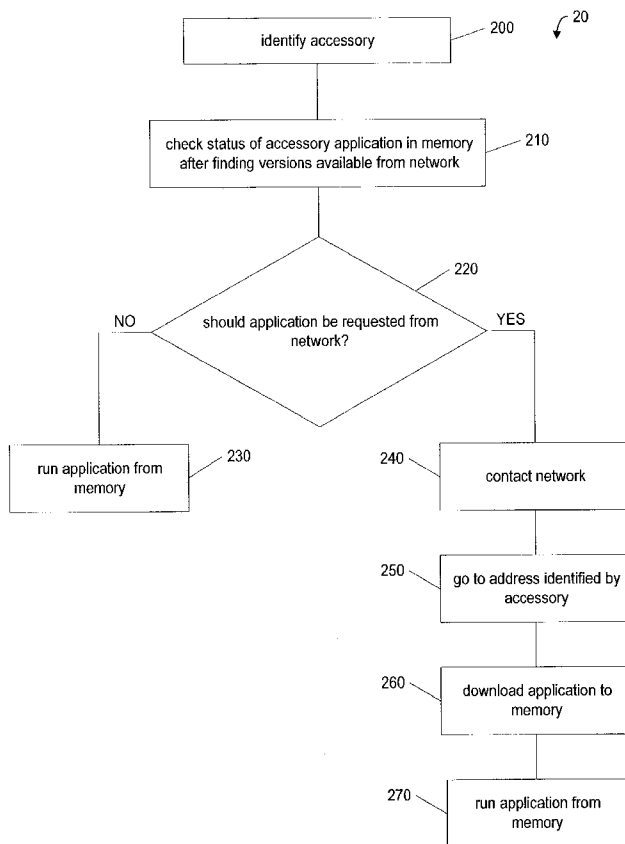 20
identify accessory
200
check status of accessory application in memory
after finding versions available from network
210
220
should application be requested from
network?
NO
YES
run application from
memory
230
240
contact network
250
go to address identified by
accessory
260
download application to
memory
270
run application from
memory